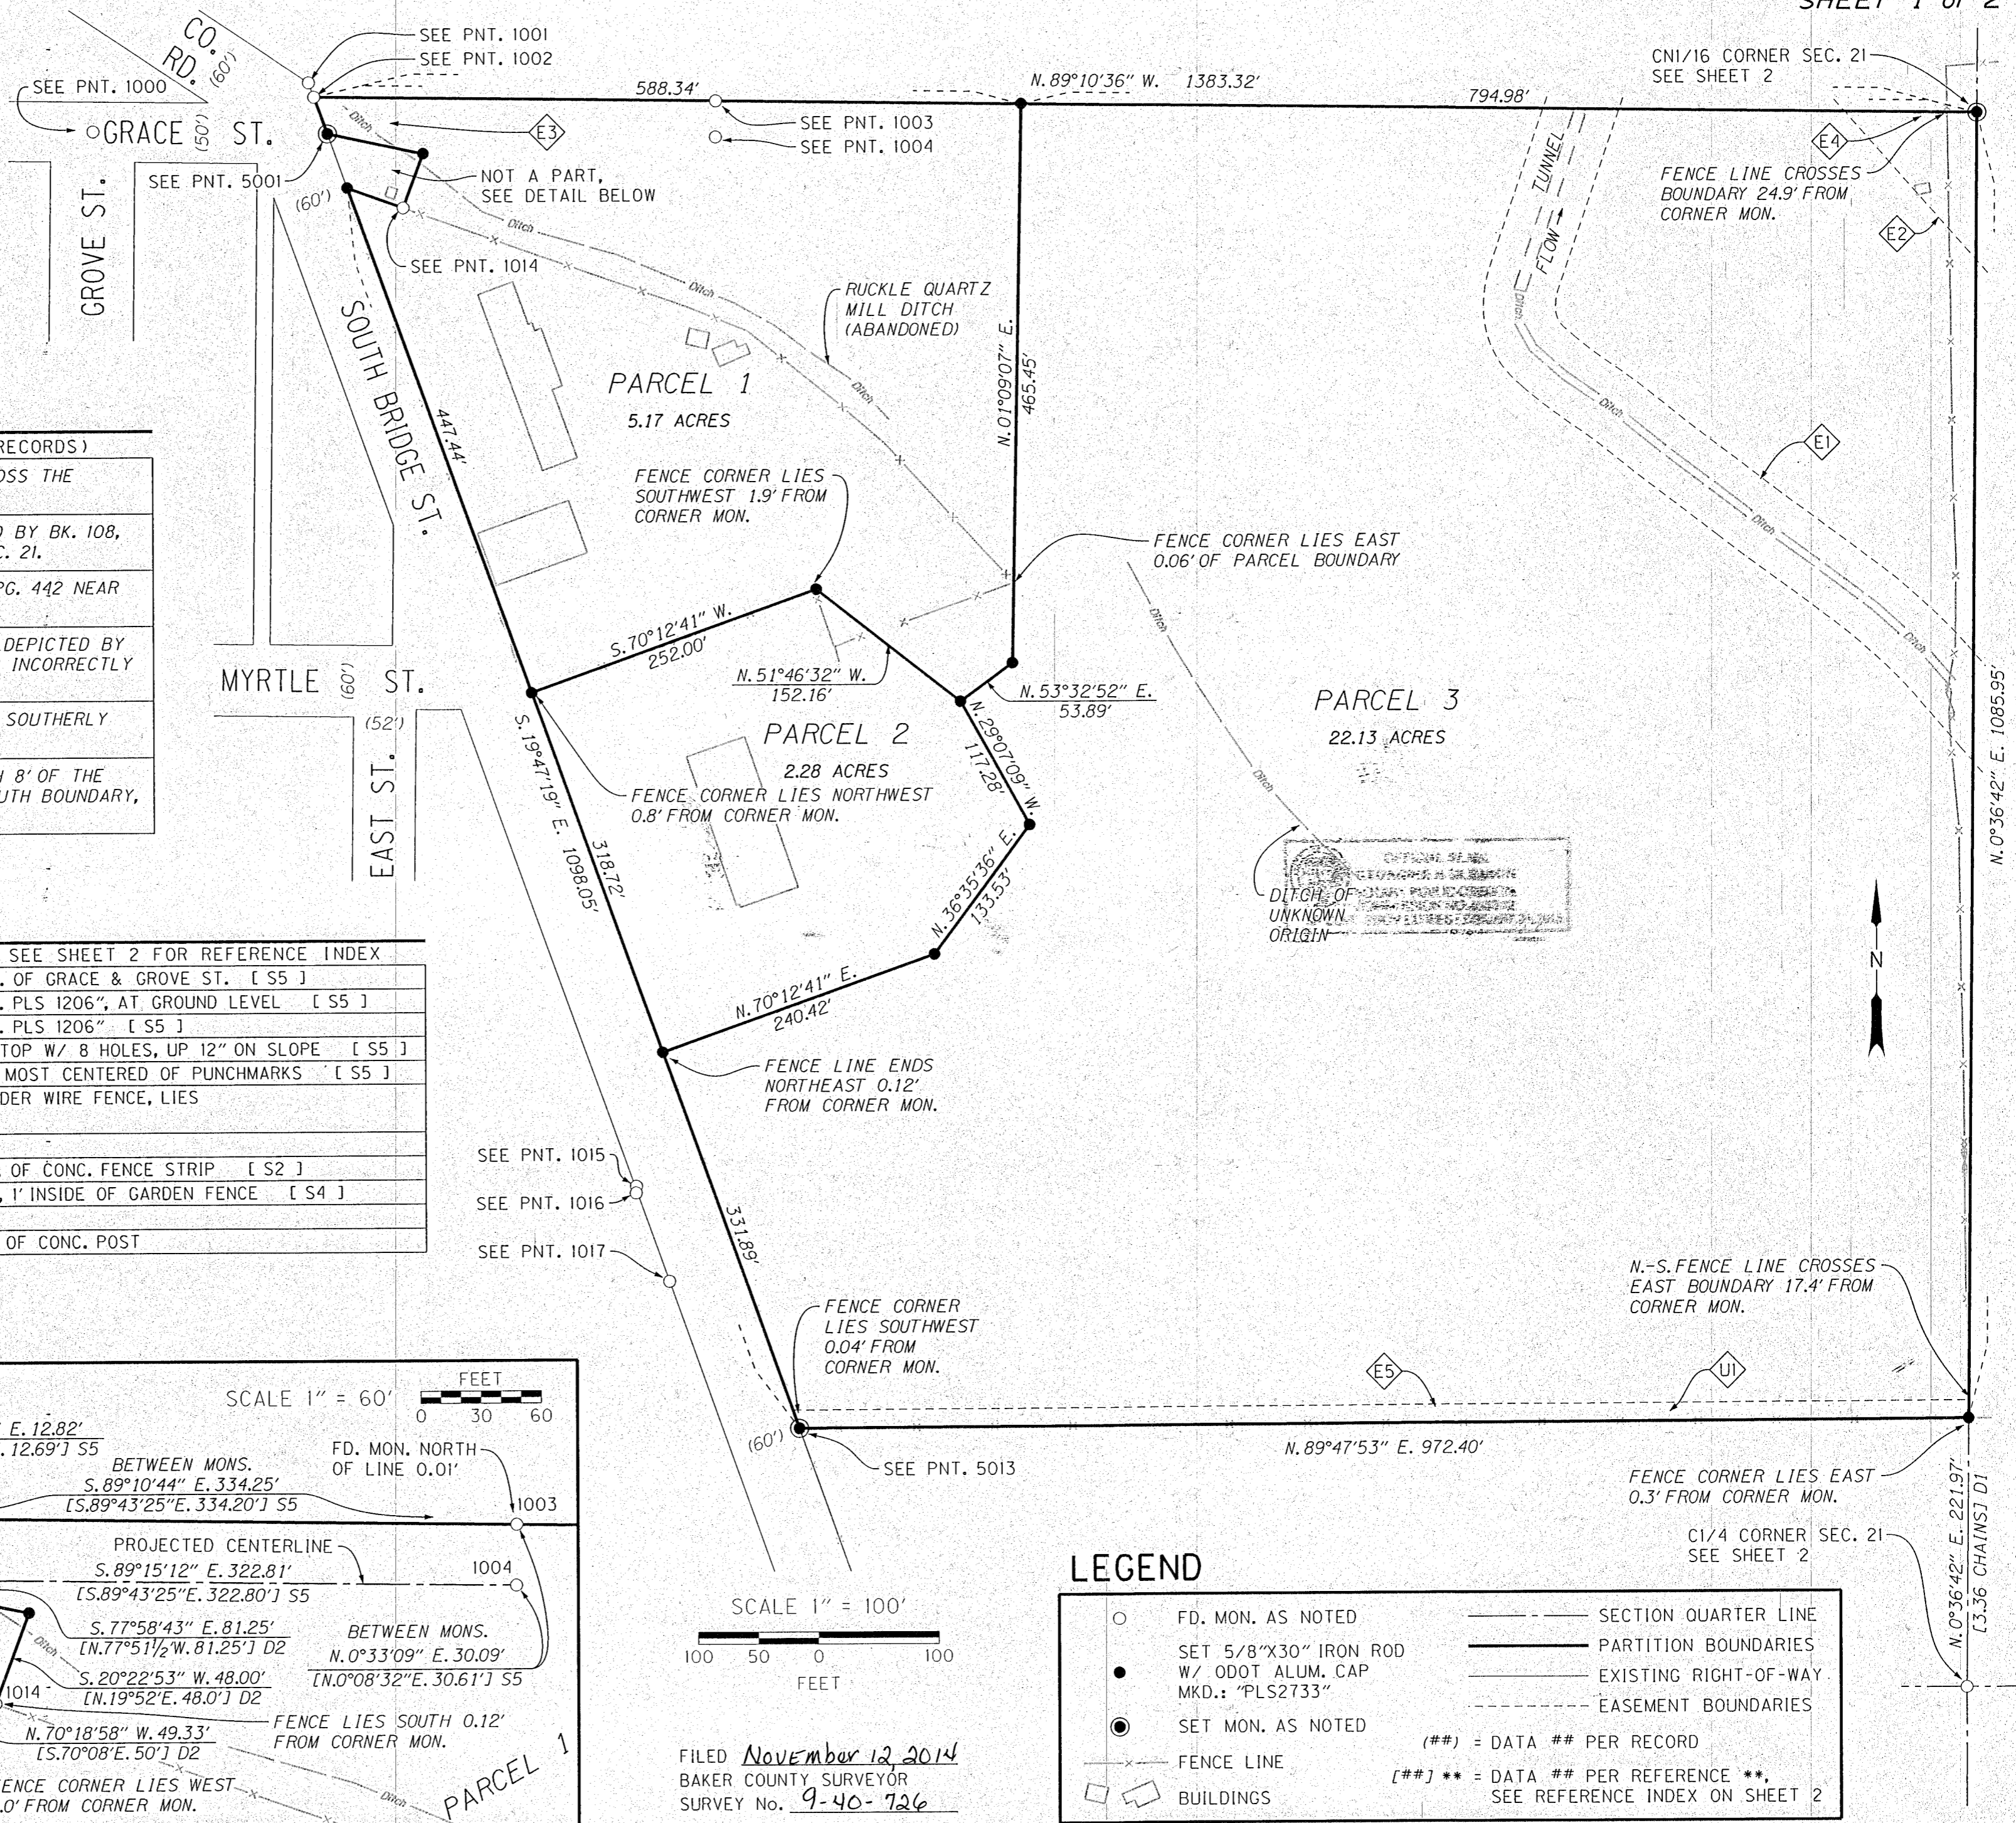 SHEET 1 of 2
CO.
RD.
(60')
SEE PNT. 1001
SEE PNT. 1002
SEE PNT. 1000
GRACE ST.
(50')
588.34'
N.89°10'36" W. 1383.32'
794.98'
CN1/16 CORNER SEC. 21
SEE SHEET 2
SEE PNT. 1003
SEE PNT. 1004
E3
Ditch
NOT A PART,
SEE DETAIL BELOW
SEE PNT. 5001
(60')
SEE PNT. 1014
Ditch
Ditch
E4
FENCE LINE CROSSES
BOUNDARY 24.9' FROM
CORNER MON.
E2
TUNNEL
FLOW
Ditch
GROVE ST.
SOUTH BRIDGE ST.
RUCKLE QUARTZ
MILL DITCH
(ABANDONED)
Ditch
PARCEL 1
5.17 ACRES
447.44'
N.01°09'07" E.
465.45'
Ditch
E1
Ditch
Ditch
FENCE CORNER LIES
SOUTHWEST 1.9' FROM
CORNER MON.
FENCE CORNER LIES EAST
0.06' OF PARCEL BOUNDARY
Ditch
RECORDS)
OSS THE
D BY BK. 108,
C. 21.
PG. 442 NEAR
DEPICTED BY
INCORRECTLY
SOUTHERLY
H 8' OF THE
UTH BOUNDARY,
S.70°12'41" W.
252.00'
N.51°46'32" W.
152.16'
N.53°32'52" E.
53.89'
MYRTLE ST.
(60')
(52')
EAST ST.
PARCEL 2
2.28 ACRES
FENCE CORNER LIES NORTHWEST
0.8' FROM CORNER MON.
N.29°07'09" W.
117.28'
PARCEL 3
22.13 ACRES
N.0°36'42" E. 1085.95'
S.19°47'19" E. 1098.05'
318.72'
N.36°35'36" E.
133.53'
Ditch
DITCH OF
UNKNOWN
ORIGIN
OFFICIAL SEAL
N
N.70°12'41" E.
240.42'
SEE SHEET 2 FOR REFERENCE INDEX
. OF GRACE & GROVE ST. [ S5 ]
. PLS 1206", AT GROUND LEVEL [ S5 ]
. PLS 1206" [ S5 ]
TOP W/ 8 HOLES, UP 12" ON SLOPE [ S5 ]
MOST CENTERED OF PUNCHMARKS [ S5 ]
DER WIRE FENCE, LIES
OF CONC. FENCE STRIP [ S2 ]
, 1' INSIDE OF GARDEN FENCE [ S4 ]
OF CONC. POST
FENCE LINE ENDS
NORTHEAST 0.12'
FROM CORNER MON.
SEE PNT. 1015
SEE PNT. 1016
SEE PNT. 1017
331.89'
FENCE CORNER
LIES SOUTHWEST
0.04' FROM
CORNER MON.
N.-S. FENCE LINE CROSSES
EAST BOUNDARY 17.4' FROM
CORNER MON.
E5
U1
(60')
SEE PNT. 5013
N.89°47'53" E. 972.40'
FENCE CORNER LIES EAST
0.3' FROM CORNER MON.
C1/4 CORNER SEC. 21
SEE SHEET 2
N.0°36'42" E. 221.97'
[3.36 CHAINS] D1
SCALE 1" = 60'
FEET
0 30 60
E. 12.82'
. 12.69'] S5
BETWEEN MONS.
S.89°10'44" E. 334.25'
[S.89°43'25"E. 334.20'] S5
FD. MON. NORTH
OF LINE 0.01'
1003
PROJECTED CENTERLINE
S.89°15'12" E. 322.81'
[S.89°43'25"E. 322.80'] S5
1004
S.77°58'43" E. 81.25'
[N.77°51½'W. 81.25'] D2
BETWEEN MONS.
N.0°33'09" E. 30.09'
[N.0°08'32"E. 30.61'] S5
Ditch
S.20°22'53" W. 48.00'
[N.19°52'E. 48.0'] D2
1014
FENCE LIES SOUTH 0.12'
FROM CORNER MON.
N.70°18'58" W. 49.33'
[S.70°08'E. 50'] D2
ENCE CORNER LIES WEST
.0' FROM CORNER MON.
Ditch
PARCEL 1
SCALE 1" = 100'
100 50 0 100
FEET
FILED November 12, 2014
BAKER COUNTY SURVEYOR
SURVEY No. 9-40-726
LEGEND
FD. MON. AS NOTED
SET 5/8"X30" IRON ROD
W/ ODOT ALUM. CAP
MKD.: "PLS2733"
SET MON. AS NOTED
FENCE LINE
BUILDINGS
SECTION QUARTER LINE
PARTITION BOUNDARIES
EXISTING RIGHT-OF-WAY
EASEMENT BOUNDARIES
(##) = DATA ## PER RECORD
[##] ** = DATA ## PER REFERENCE **,
SEE REFERENCE INDEX ON SHEET 2